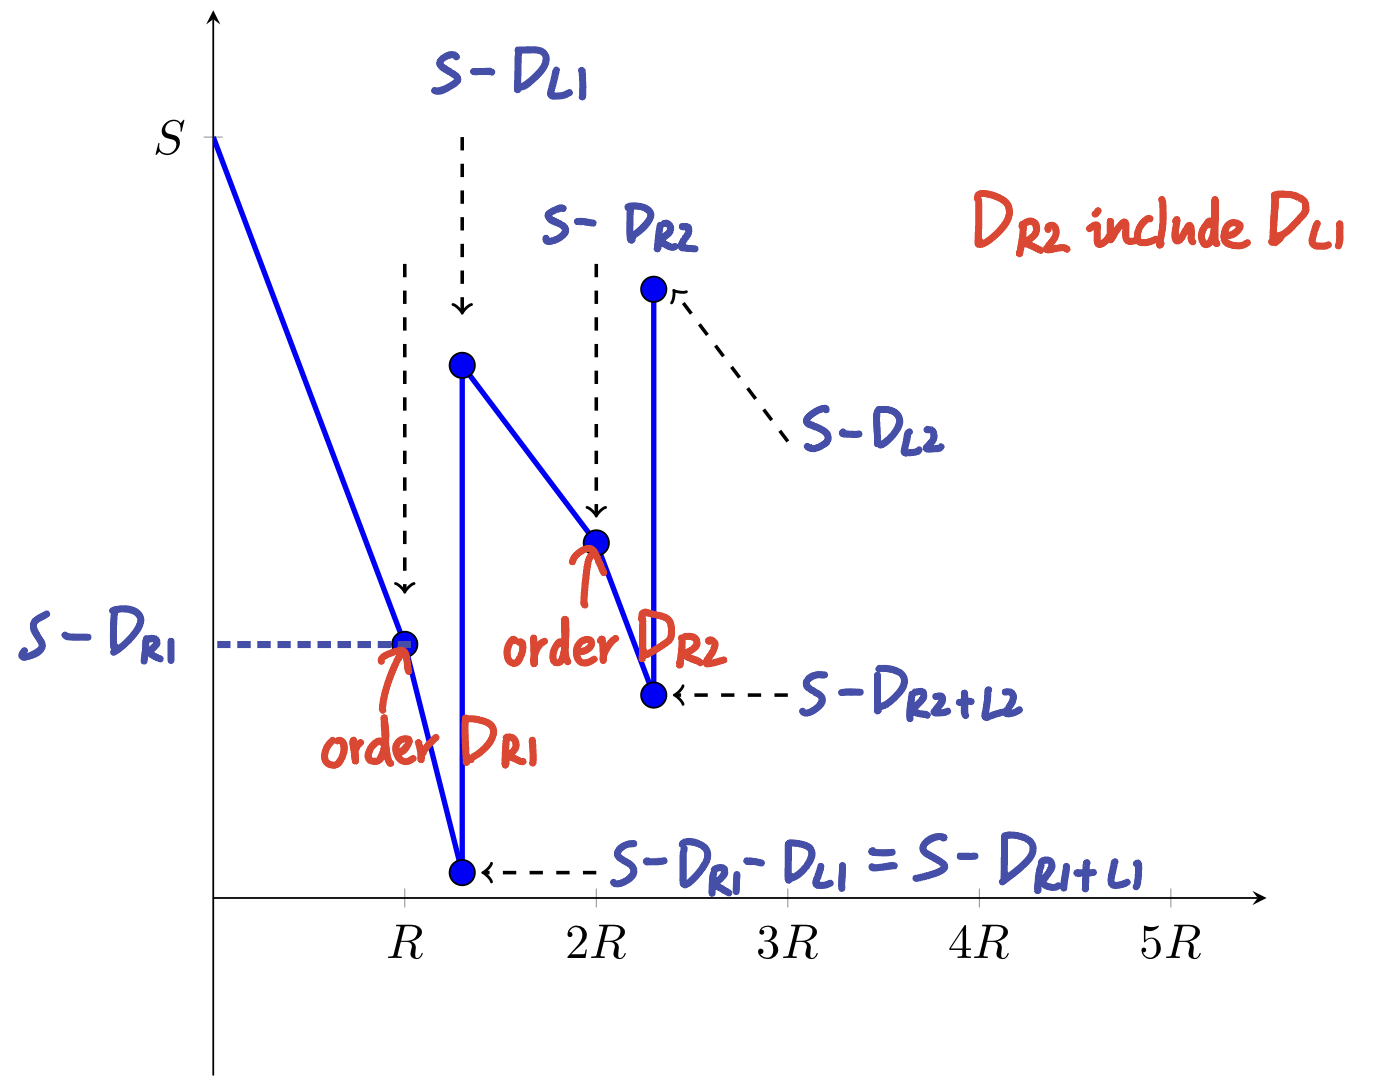 S-D_{L1}
S
S-D_{R2}
D_{R2} include D_{L1}
S-D_{L2}
S-D_{R1}
order D_{R2}
S-D_{R2+L2}
order D_{R1}
S-D_{R1}-D_{L1}=S-D_{R1+L1}
R 2R 3R 4R 5R